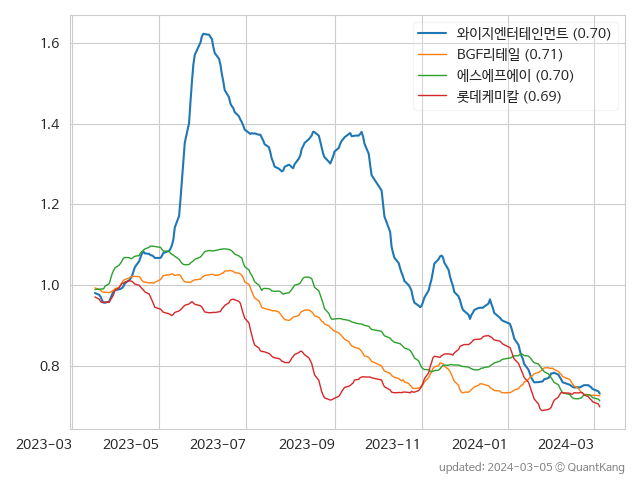 와이지엔터테인먼트 (0.70)
BGF리테일 (0.71)
에스에프에이 (0.70)
롯데케미칼 (0.69)
1.6
1.4
1.2
1.0
0.8
2023-03 2023-05 2023-07 2023-09 2023-11 2024-01 2024-03
updated: 2024-03-05 © QuantKang